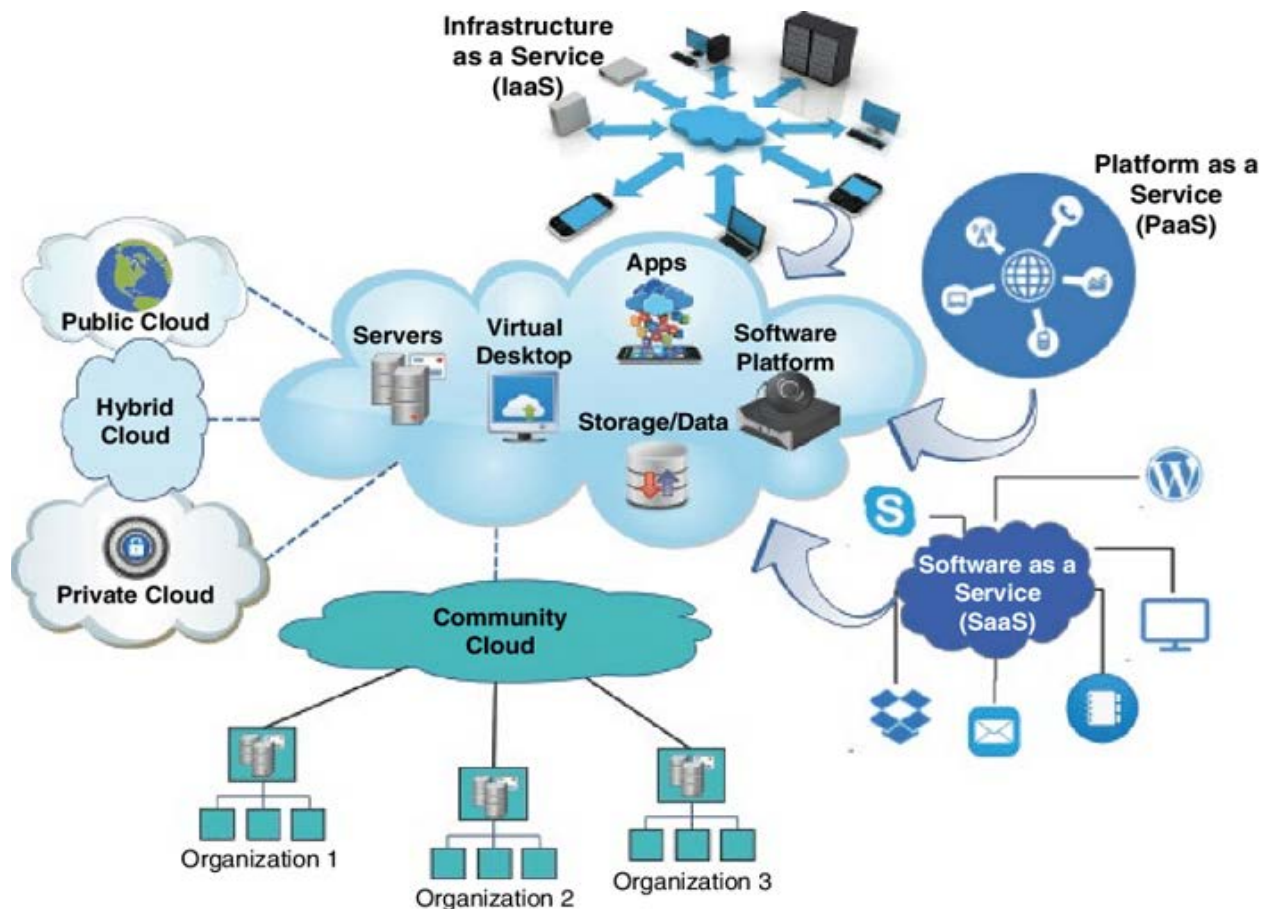 Infrastructure
as a Service
(IaaS)
Platform as a
Service
(PaaS)
Public Cloud
Hybrid
Cloud
Private Cloud
Servers
Virtual
Desktop
Apps
Software
Platform
Storage/Data
Software as a
Service
(SaaS)
Community
Cloud
Organization 1
Organization 2
Organization 3